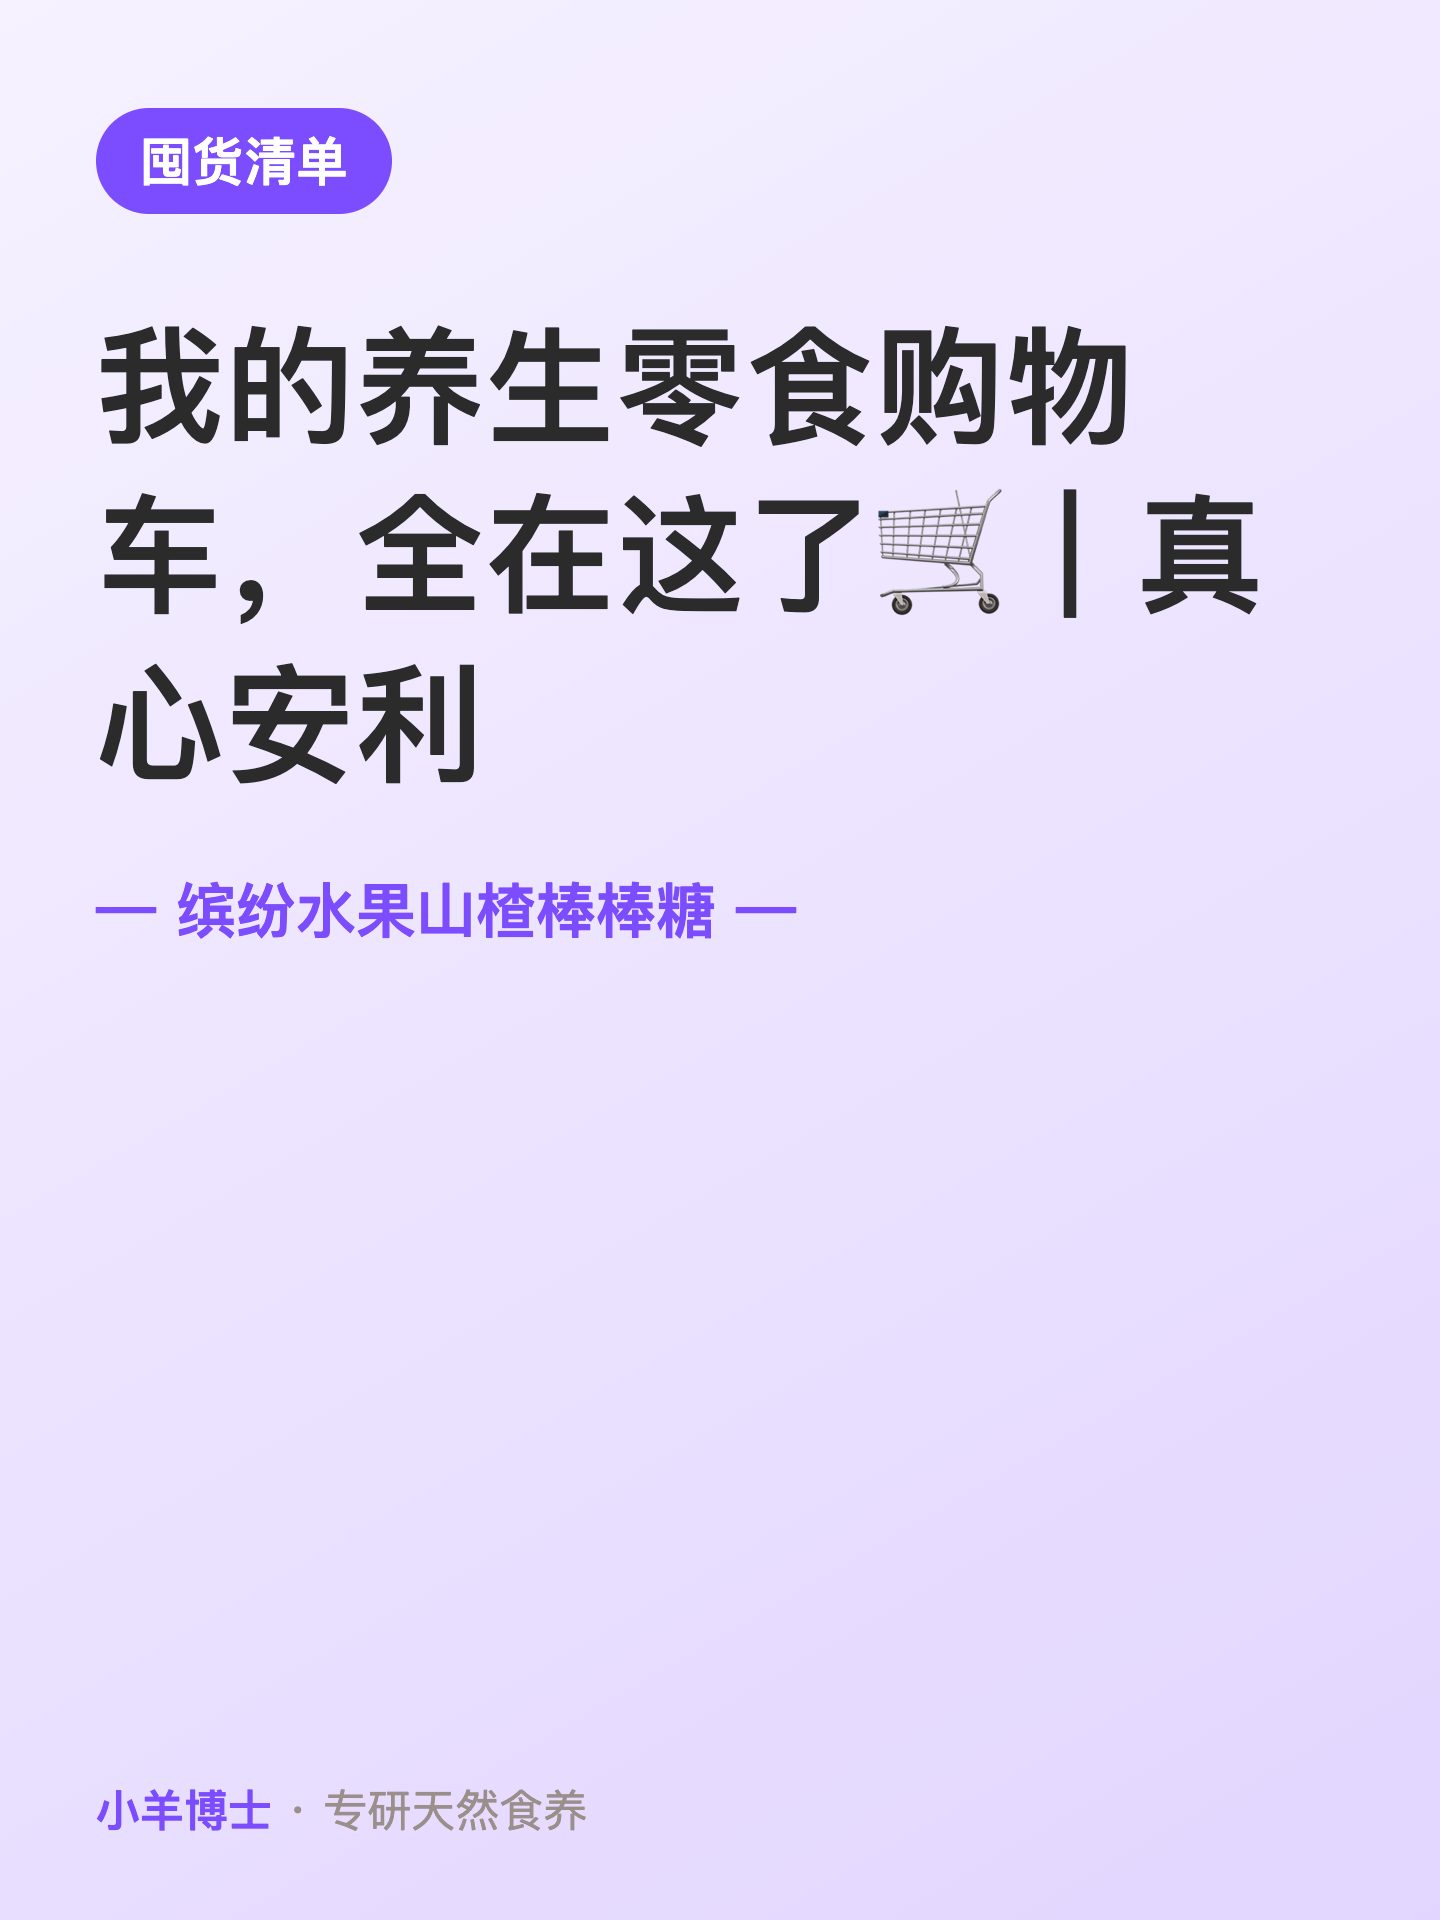 囤货清单
我的养生零食购物
车，全在这了🛒｜真
心安利
— 缤纷水果山楂棒棒糖 —
小羊博士 · 专研天然食养